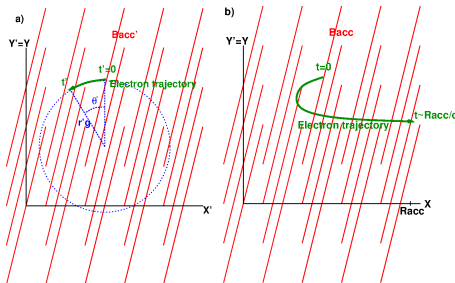 a)
Bacc'
Y'=Y
t'=0
t'
Electron trajectory
θ'
r'g
X'
b)
Bacc
Y'=Y
t=0
t~Racc/c
Electron trajectory
X
Racc